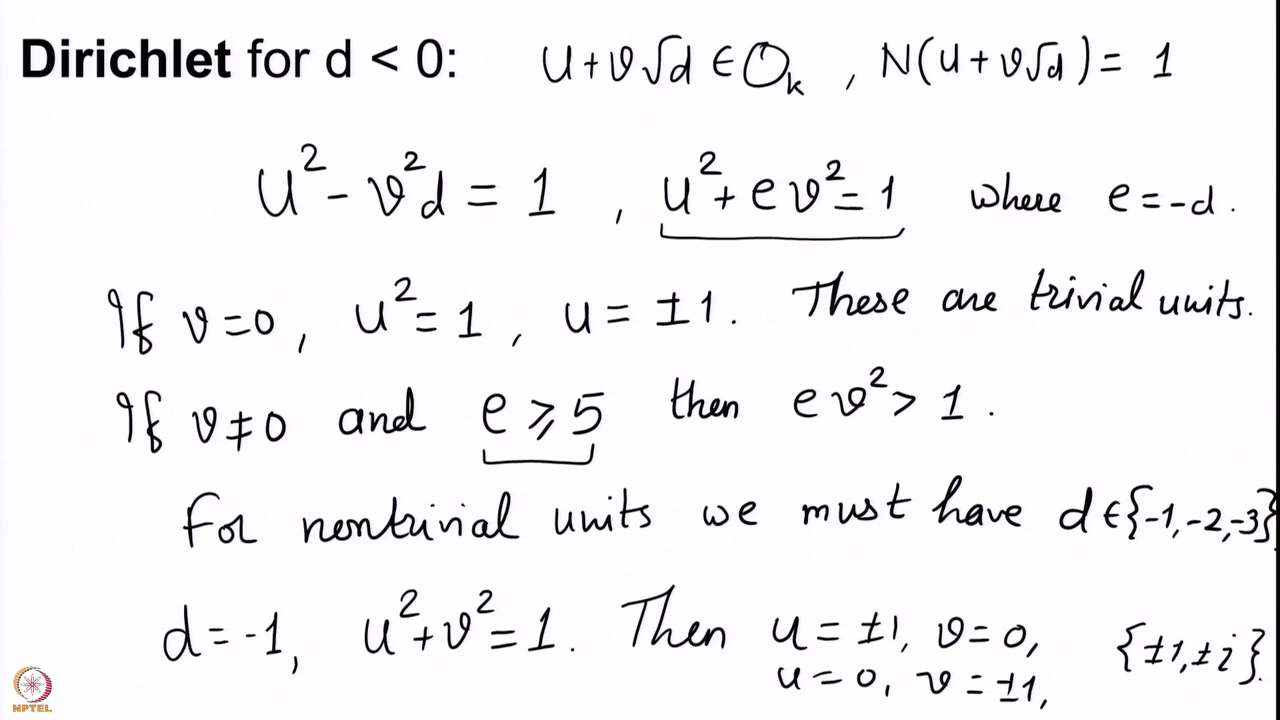 Dirichlet for d < 0: u+v√d ∈ O_k, N(u+v√d) = 1
u² - v²d = 1, u² + ev² = 1 where e = -d.
If v=0, u² = 1, u = ±1. These are trivial units.
If v≠0 and e ⩾ 5 then ev² > 1.
For nontrivial units we must have d ∈ {-1, -2, -3}
d = -1, u² + v² = 1. Then u = ±1, v = 0, {±1, ±i}.
u = 0, v = ±1,
NPTEL